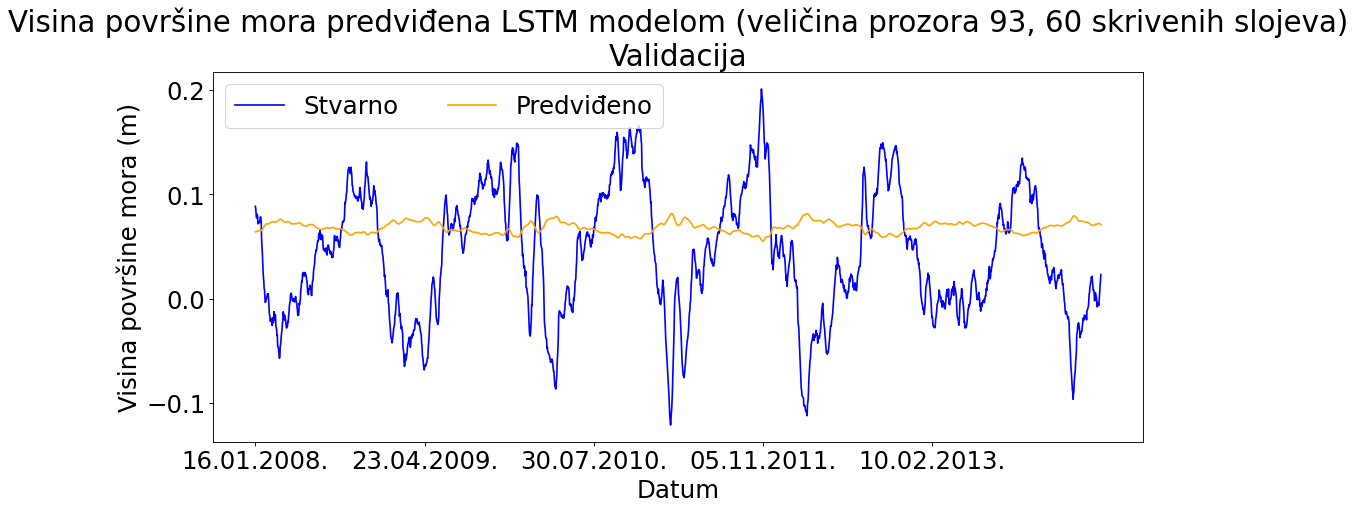 Visina površine mora predviđena LSTM modelom (veličina prozora 93, 60 skrivenih slojeva)
Validacija
Stvarno Predviđeno
Visina površine mora (m)
0.2
0.1
0.0
−0.1
16.01.2008. 23.04.2009. 30.07.2010. 05.11.2011. 10.02.2013.
Datum